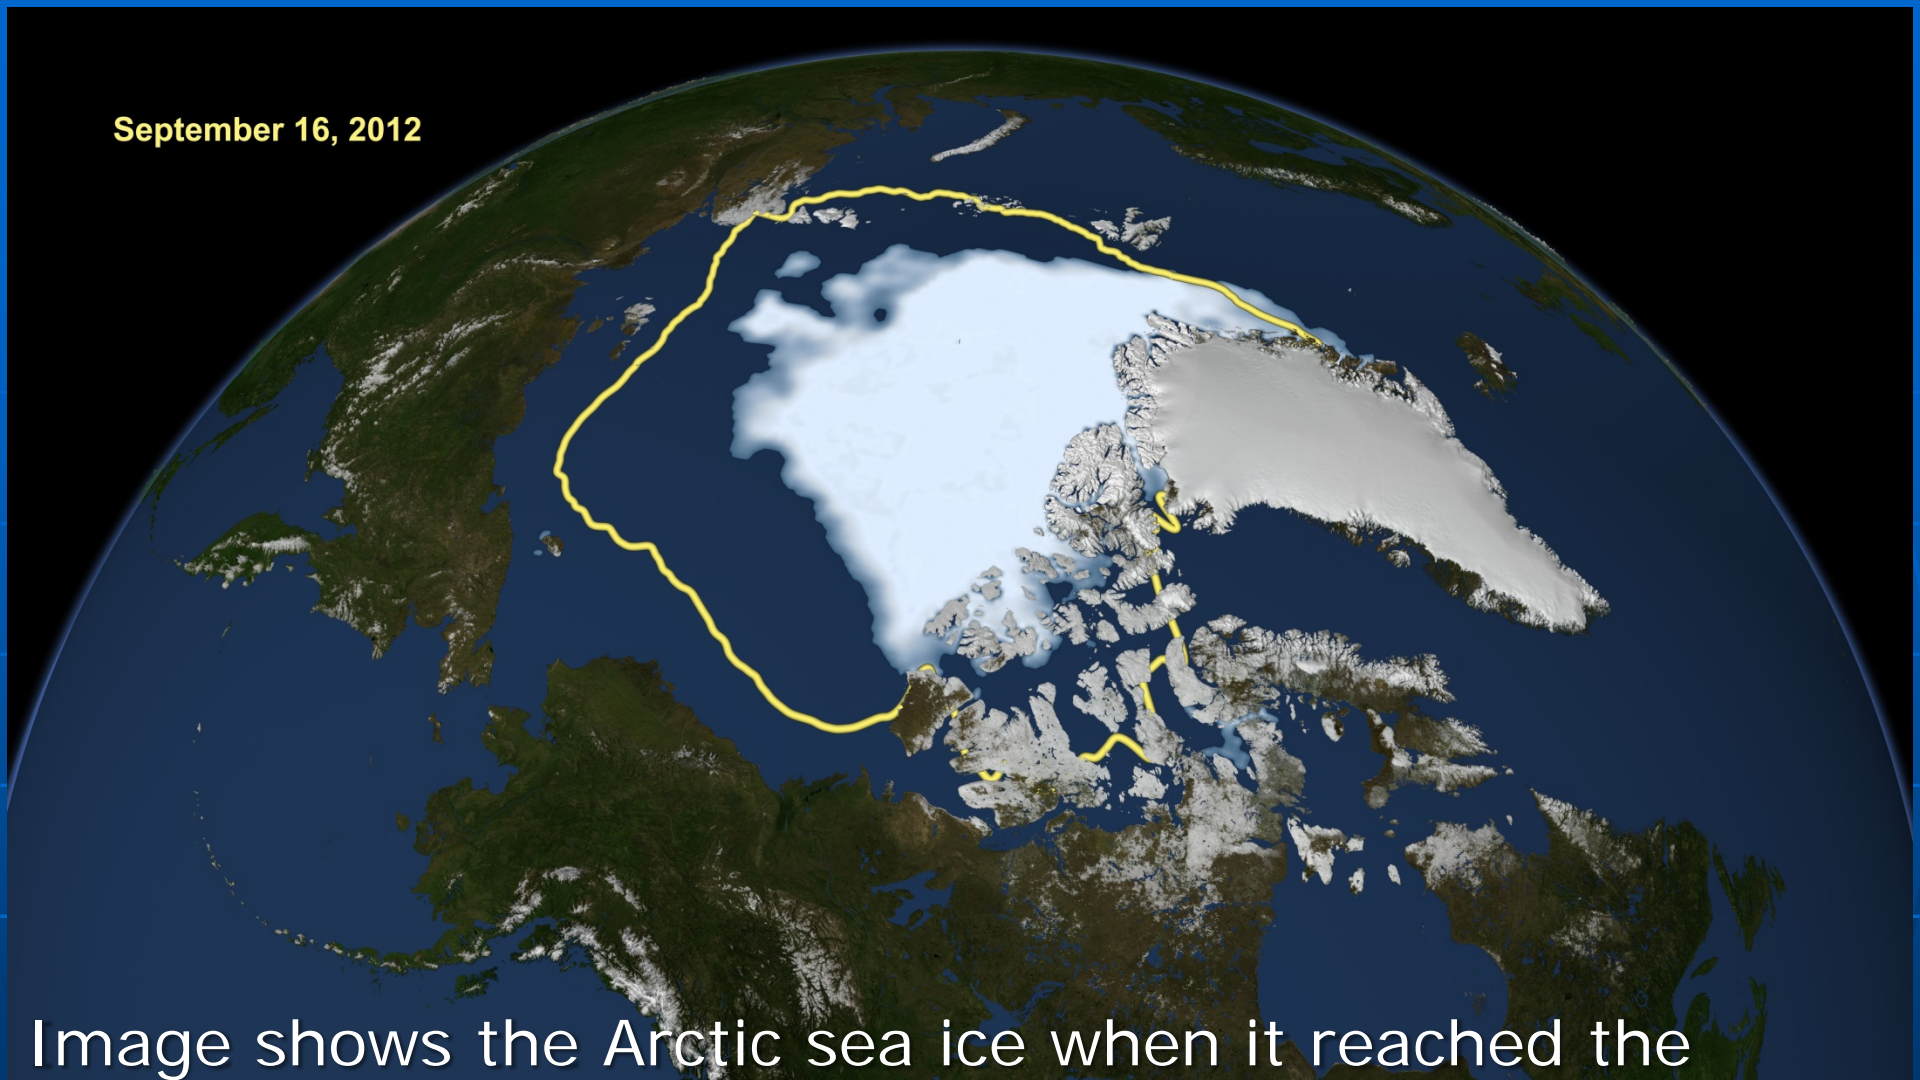 September 16, 2012
Image shows the Arctic sea ice when it reached the